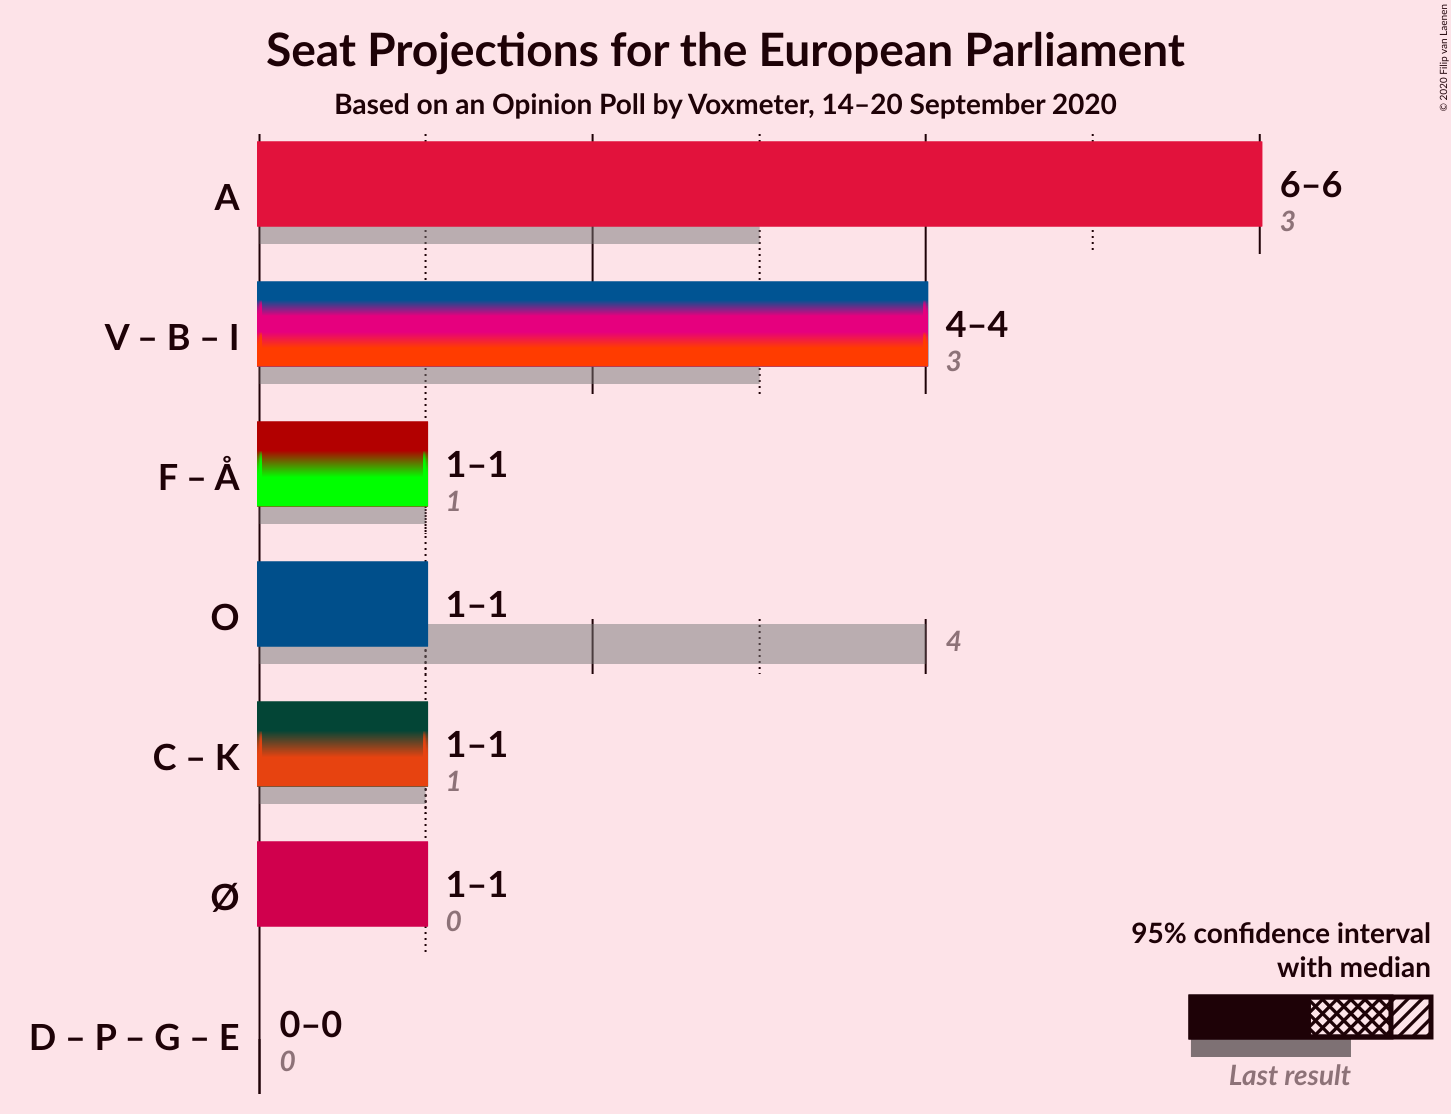 Seat Projections for the European Parliament
Based on an Opinion Poll by Voxmeter, 14–20 September 2020
© 2020 Filip van Laenen
A
6–6
3
V – B – I
4–4
3
F – Å
1–1
1
O
1–1
4
C – K
1–1
1
Ø
1–1
0
D – P – G – E
0–0
0
95% confidence interval
with median
Last result